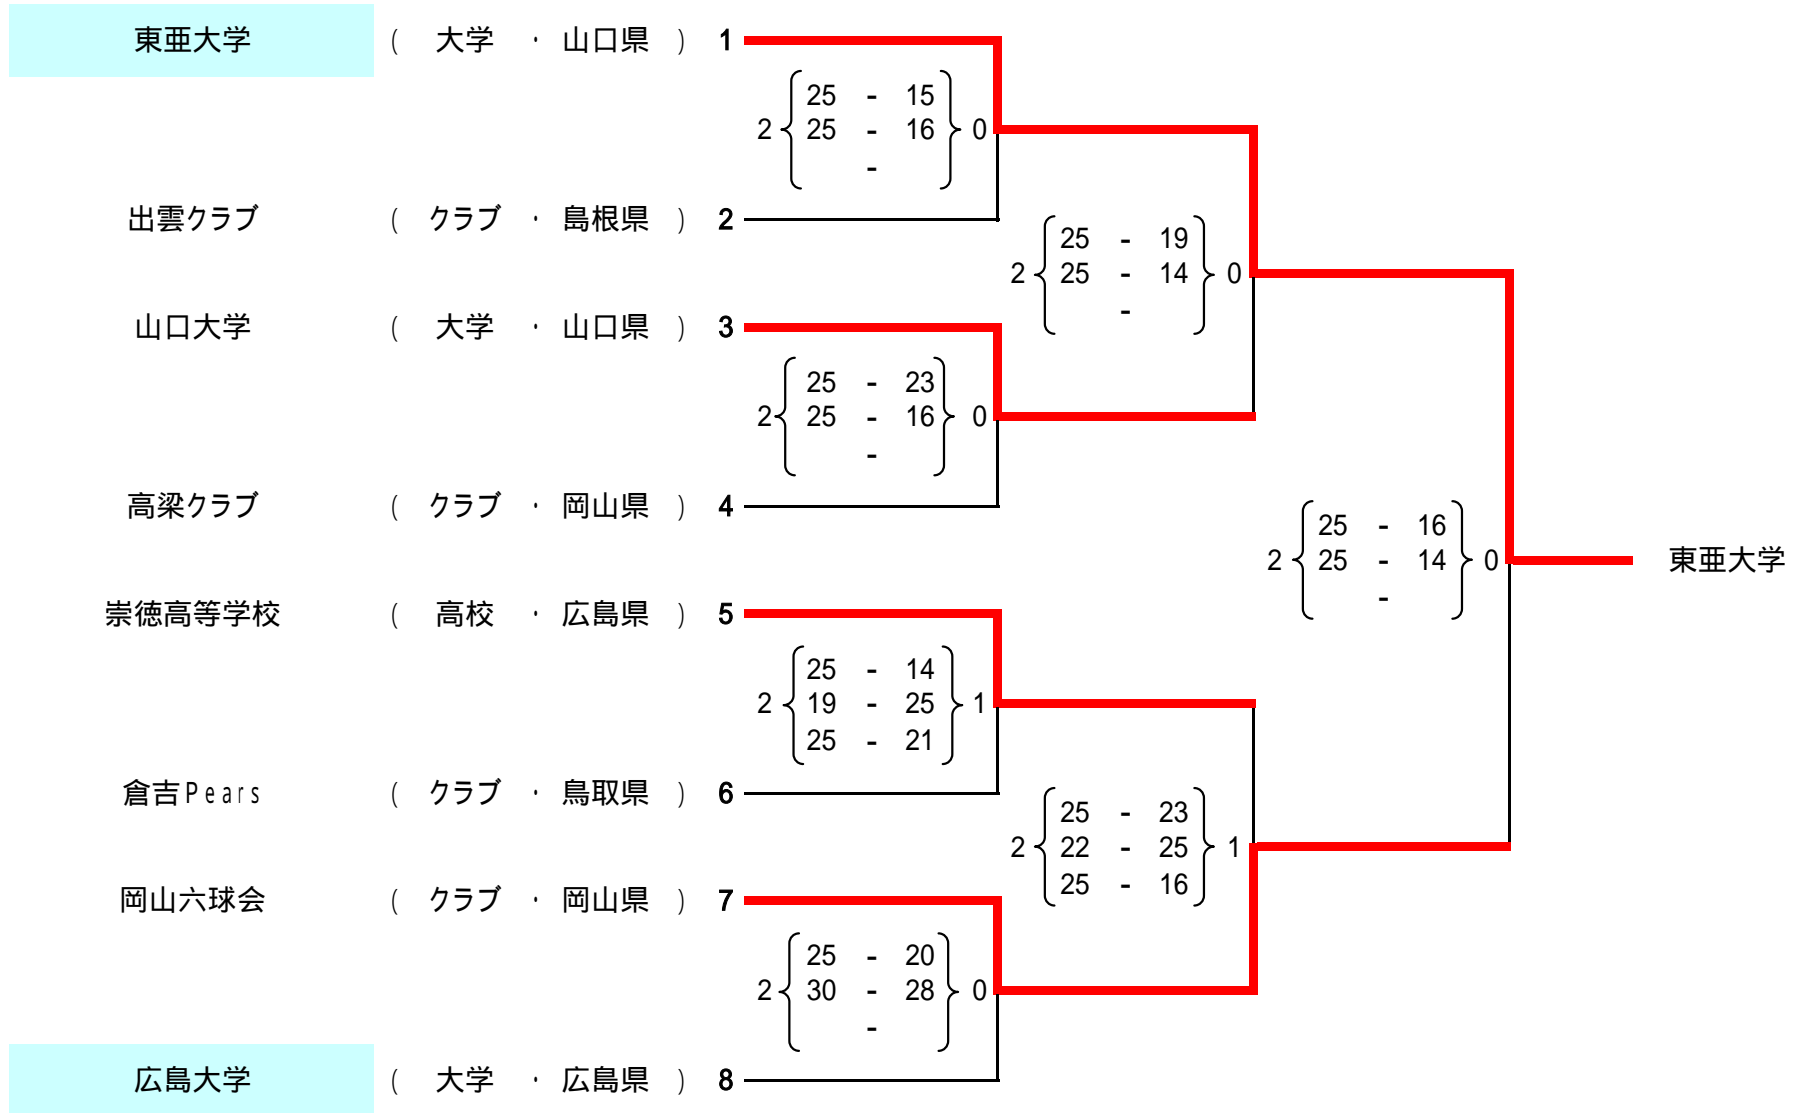 東亜大学 ( 大学 ・ 山口県 ) 1
25 - 15
2 25 - 16 0
-
出雲クラブ ( クラブ ・ 島根県 ) 2
25 - 19
2 25 - 14 0
-
山口大学 ( 大学 ・ 山口県 ) 3
25 - 23
2 25 - 16 0
-
高梁クラブ ( クラブ ・ 岡山県 ) 4
25 - 16
2 25 - 14 0 東亜大学
-
崇徳高等学校 ( 高校 ・ 広島県 ) 5
25 - 14
2 19 - 25 1
25 - 21
倉吉Pears ( クラブ ・ 鳥取県 ) 6
25 - 23
2 22 - 25 1
25 - 16
岡山六球会 ( クラブ ・ 岡山県 ) 7
25 - 20
2 30 - 28 0
-
広島大学 ( 大学 ・ 広島県 ) 8